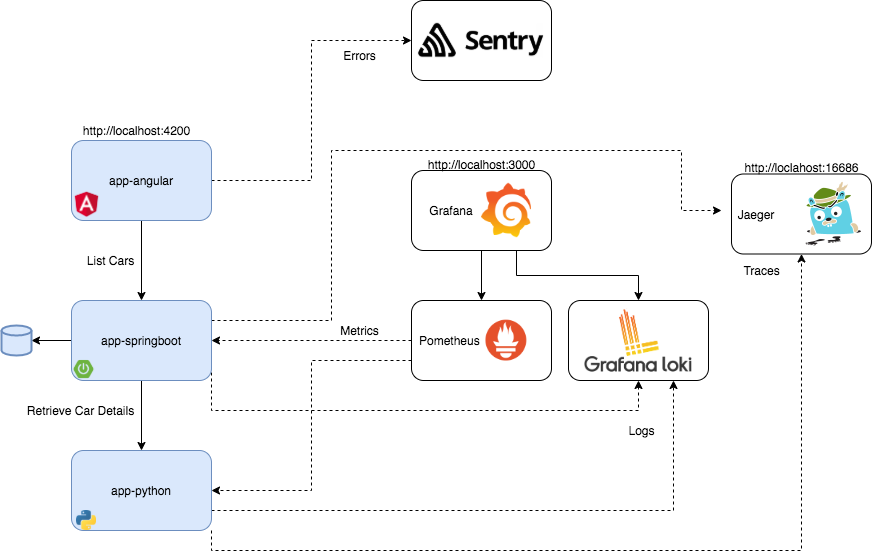 Sentry
Errors
http://localhost:4200
app-angular
A
http://localhost:3000
Grafana
http://loclahost:16686
Jaeger
List Cars
Traces
app-springboot
Metrics
Pometheus
Grafana loki
Retrieve Car Details
Logs
app-python